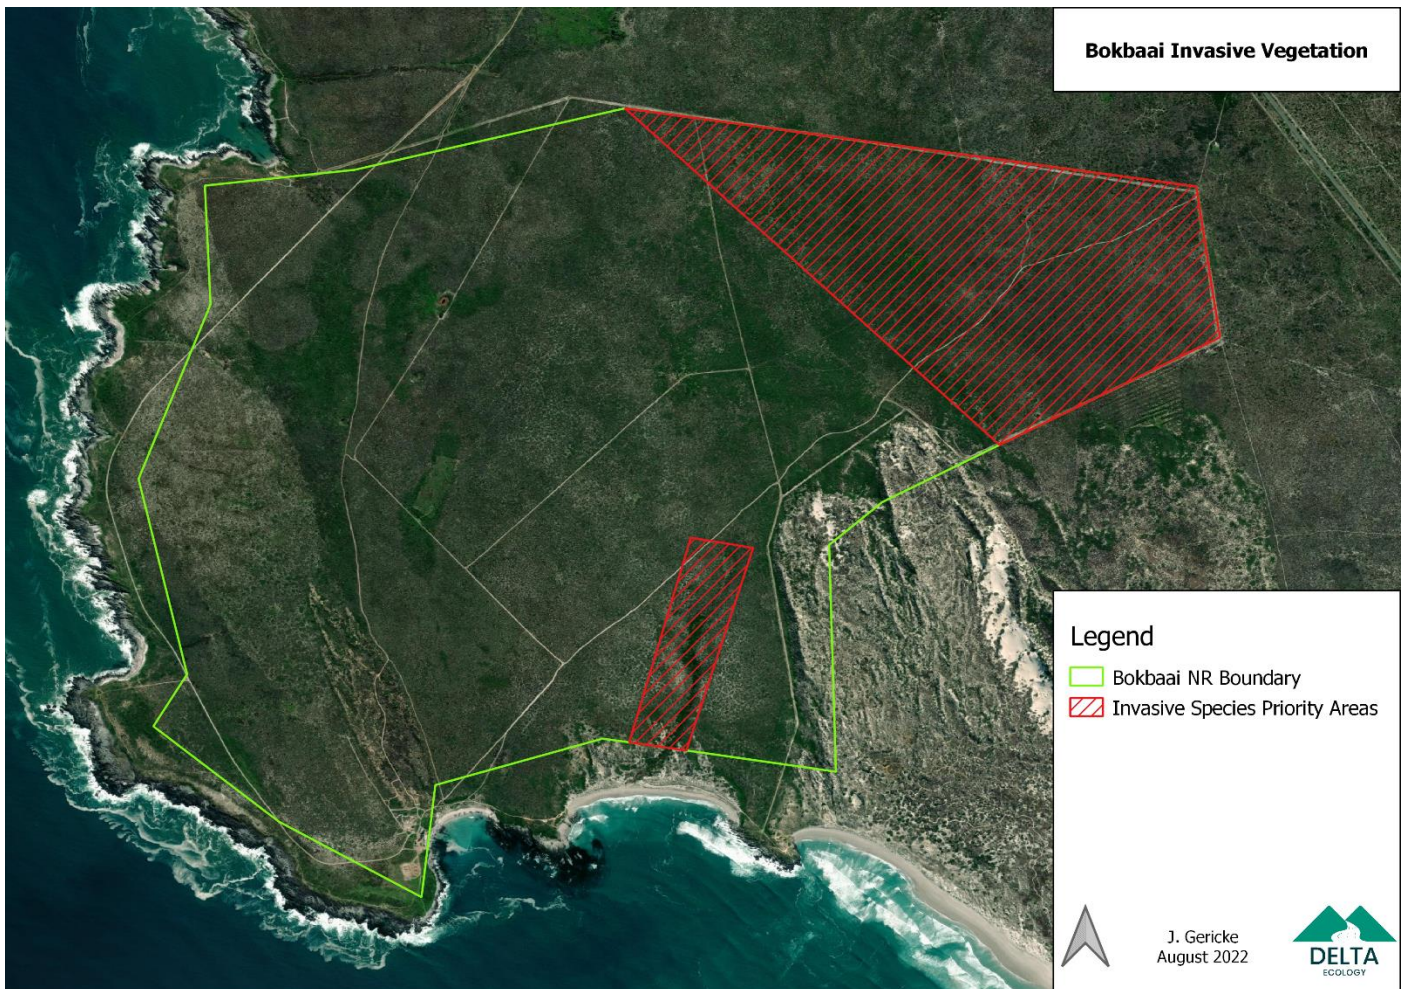 Bokbaai Invasive Vegetation
Legend
Bokbaai NR Boundary
Invasive Species Priority Areas
J. Gericke
August 2022
DELTA
ECOLOGY